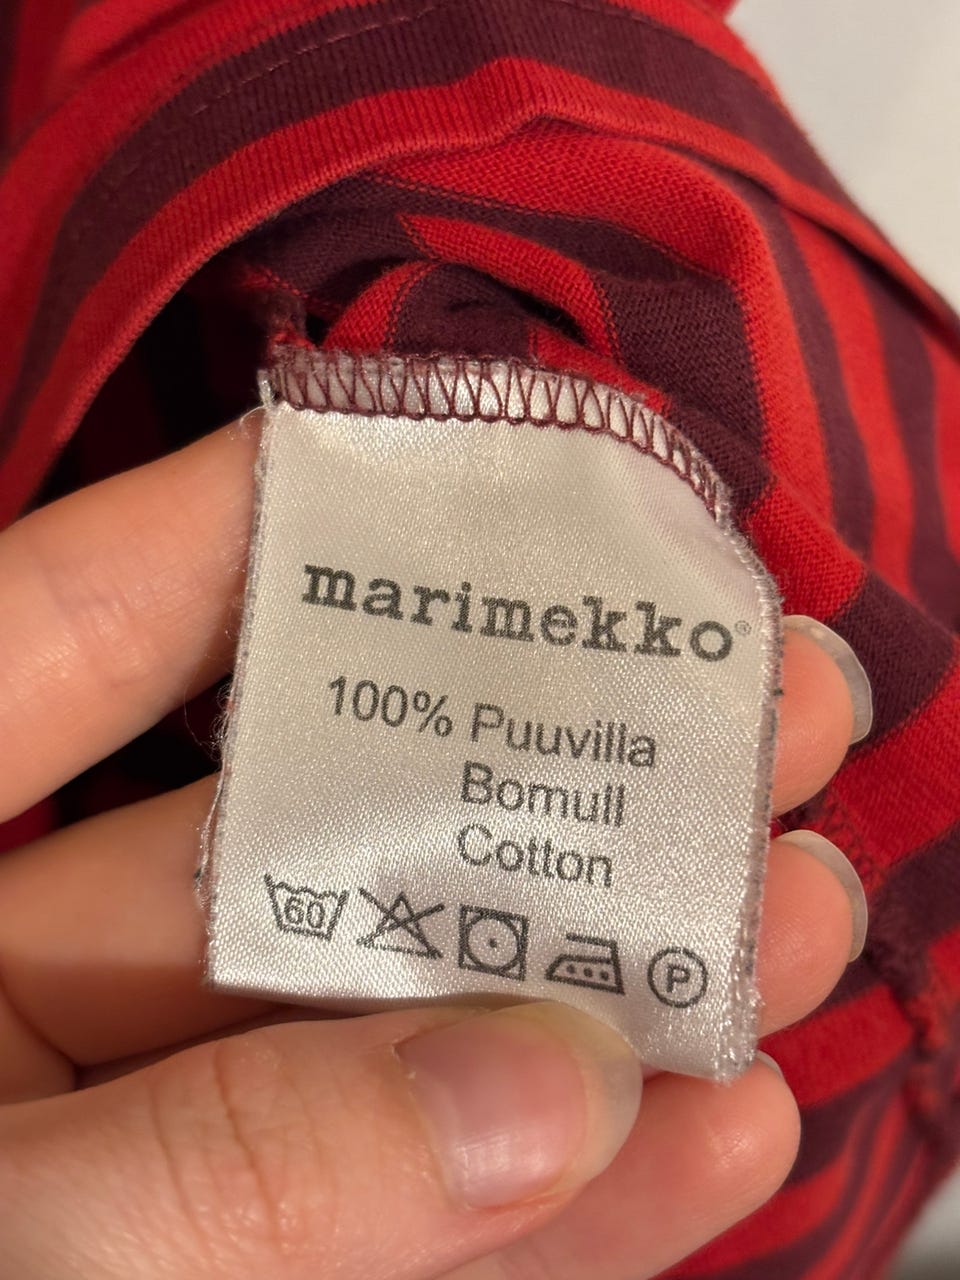 marimekko®
100% Puuvilla
Bomull
Cotton
60 P